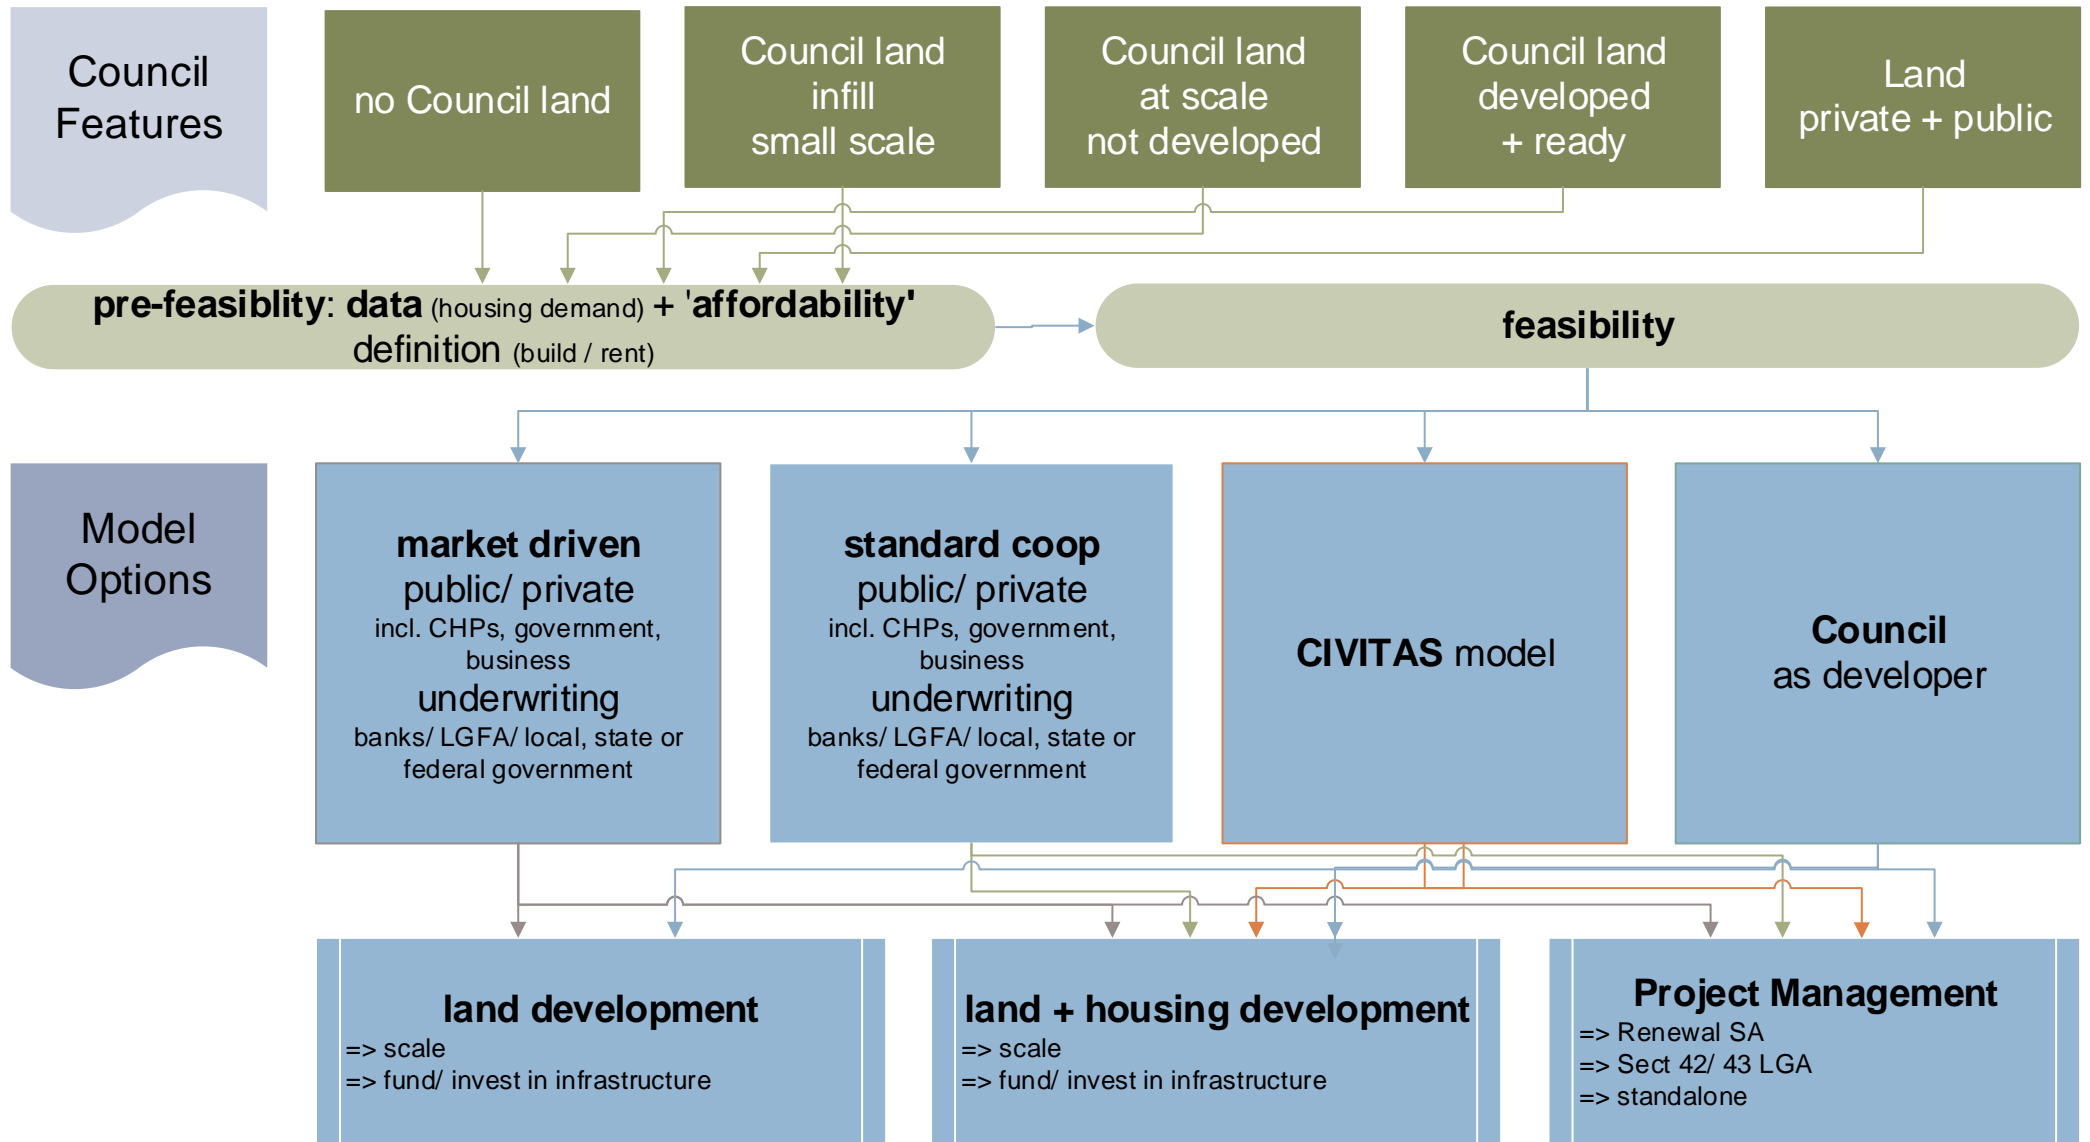 Council
Features
no Council land
Council land
infill
small scale
Council land
at scale
not developed
Council land
developed
+ ready
Land
private + public
pre-feasiblity: data (housing demand) + 'affordability'
definition (build / rent)
feasibility
Model
Options
market driven
public/ private
incl. CHPs, government,
business
underwriting
banks/ LGFA/ local, state or
federal government
standard coop
public/ private
incl. CHPs, government,
business
underwriting
banks/ LGFA/ local, state or
federal government
CIVITAS model
Council
as developer
land development
=> scale
=> fund/ invest in infrastructure
land + housing development
=> scale
=> fund/ invest in infrastructure
Project Management
=> Renewal SA
=> Sect 42/ 43 LGA
=> standalone